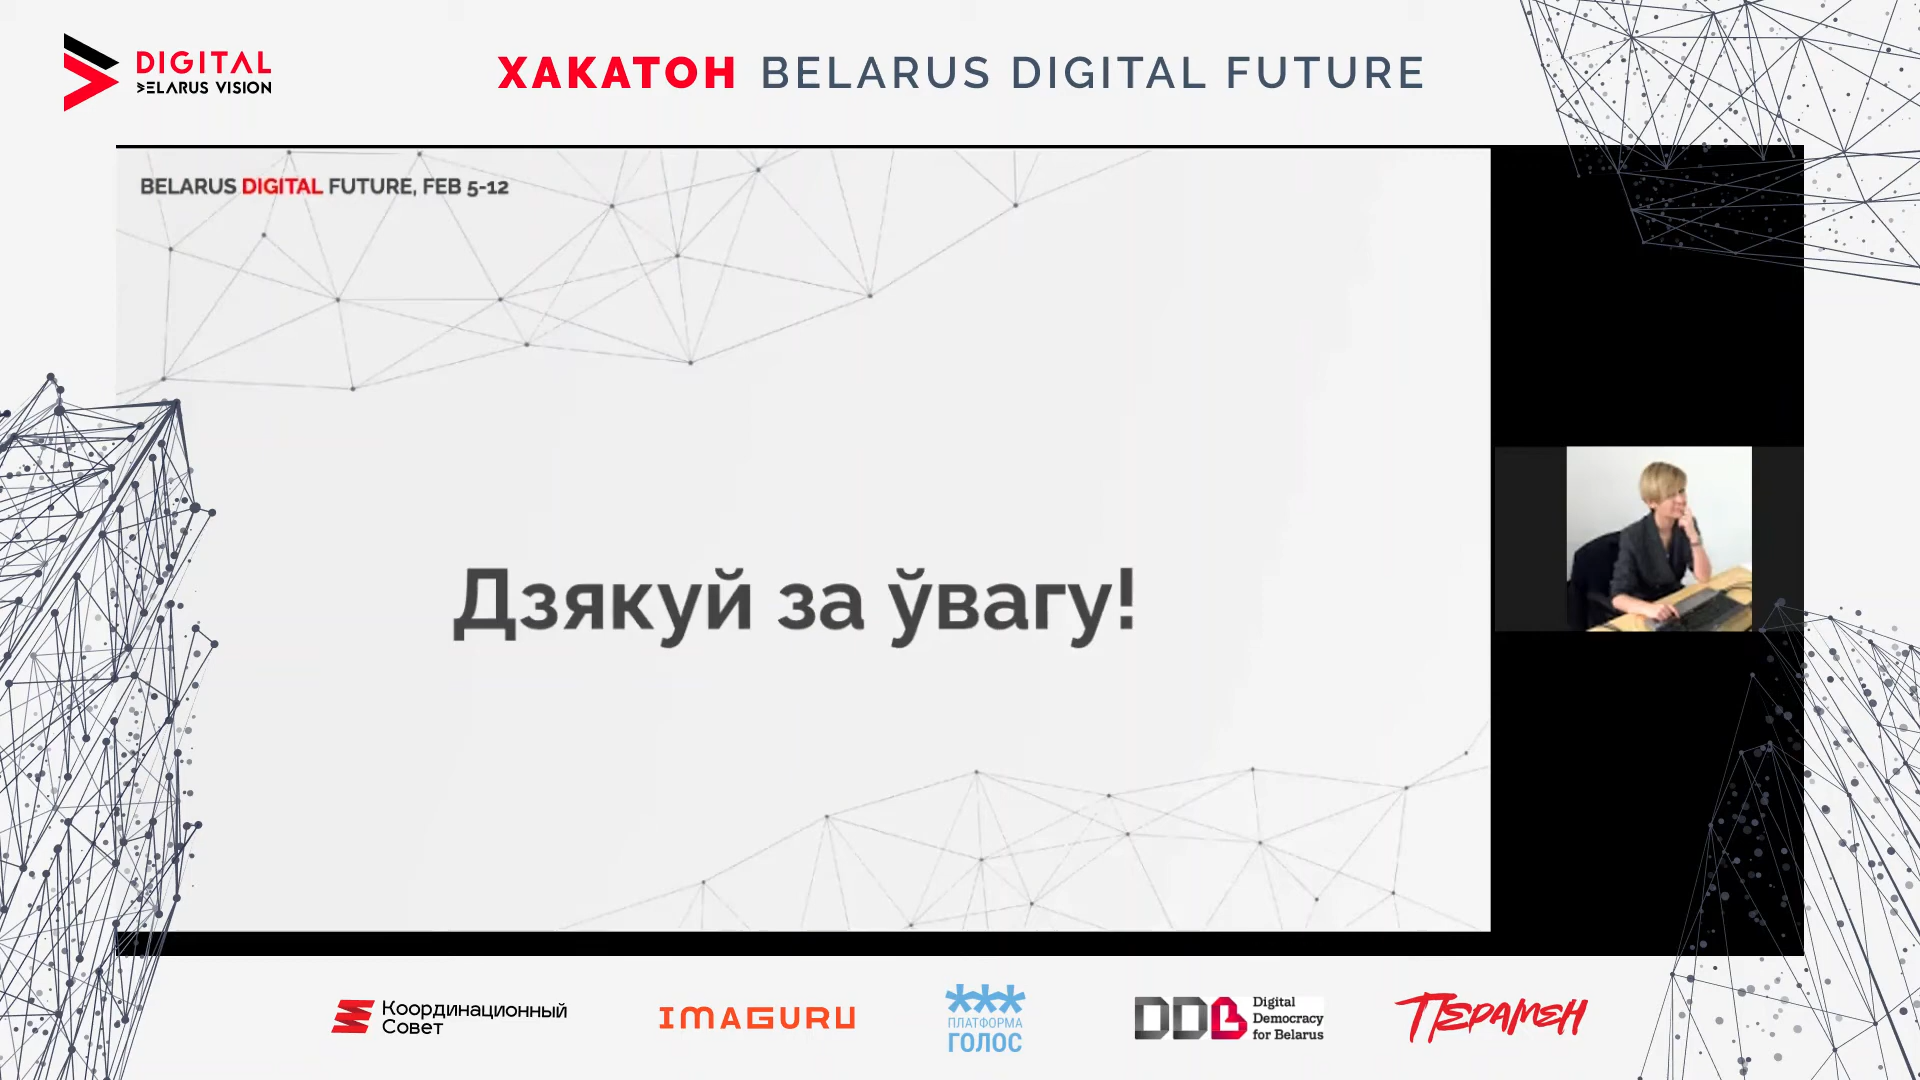 DIGITAL
BELARUS VISION
ХАКАТОН BELARUS DIGITAL FUTURE
BELARUS DIGITAL FUTURE, FEB 5-12
Дзякуй за ўвагу!
Координационный
Совет
IMAGURU
ПЛАТФОРМА
ГОЛОС
DDB
Digital
Democracy
for Belarus
ПЕРАМЕН